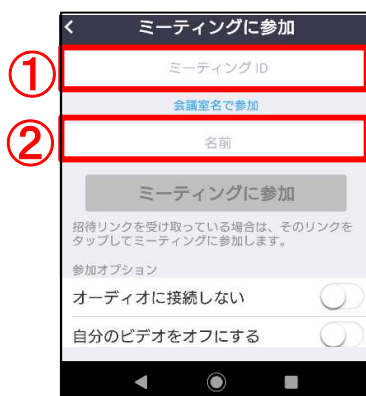 ミーティングに参加
①
ミーティング ID
会議室名で参加
②
名前
ミーティングに参加
招待リンクを受け取っている場合は、そのリンクを
タップしてミーティングに参加します。
参加オプション
オーディオに接続しない
自分のビデオをオフにする